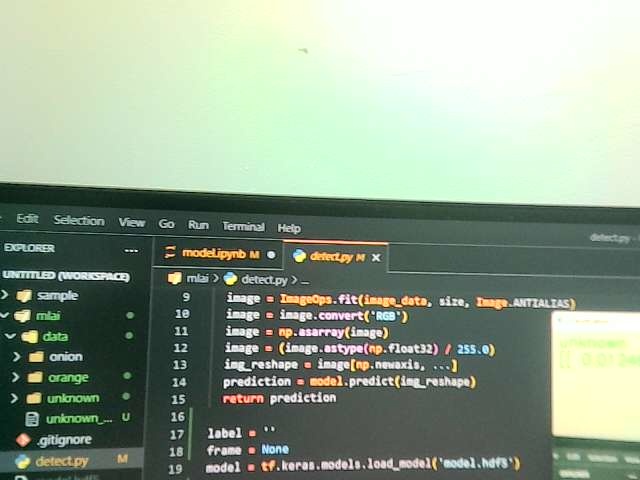 Edit Selection View Go Run Terminal Help
detect.py -
EXPLORER ...
model.ipynb M ●
detect.py M ×
UNTITLED (WORKSPACE)
mlai > detect.py > ...
> sample
mlai
data
> onion
> orange
> unknown
unknown_... U
.gitignore
detect.py M
9 image = ImageOps.fit(image_data, size, Image.ANTIALIAS)
10 image = image.convert('RGB')
11 image = np.asarray(image)
12 image = (image.astype(np.float32) / 255.0)
13 img_reshape = image[np.newaxis, ...]
14 prediction = model.predict(img_reshape)
15 return prediction
16
17 label = ''
18 frame = None
19 model = tf.keras.models.load_model('model.hdf5')
unknown